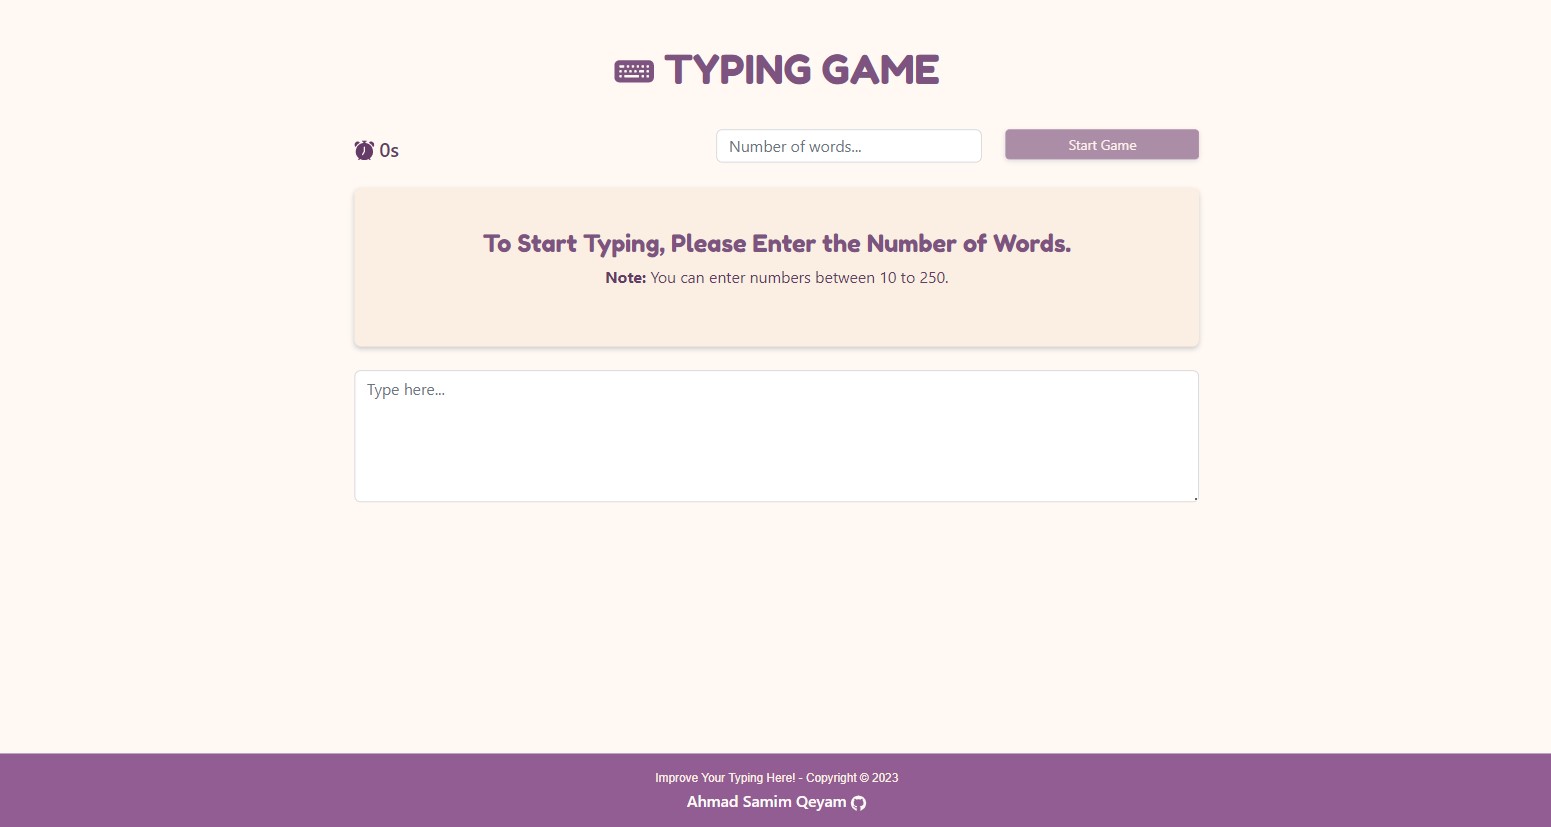 TYPING GAME
0s
Number of words...
Start Game
To Start Typing, Please Enter the Number of Words.
Note: You can enter numbers between 10 to 250.
Type here...
Improve Your Typing Here! - Copyright © 2023
Ahmad Samim Qeyam